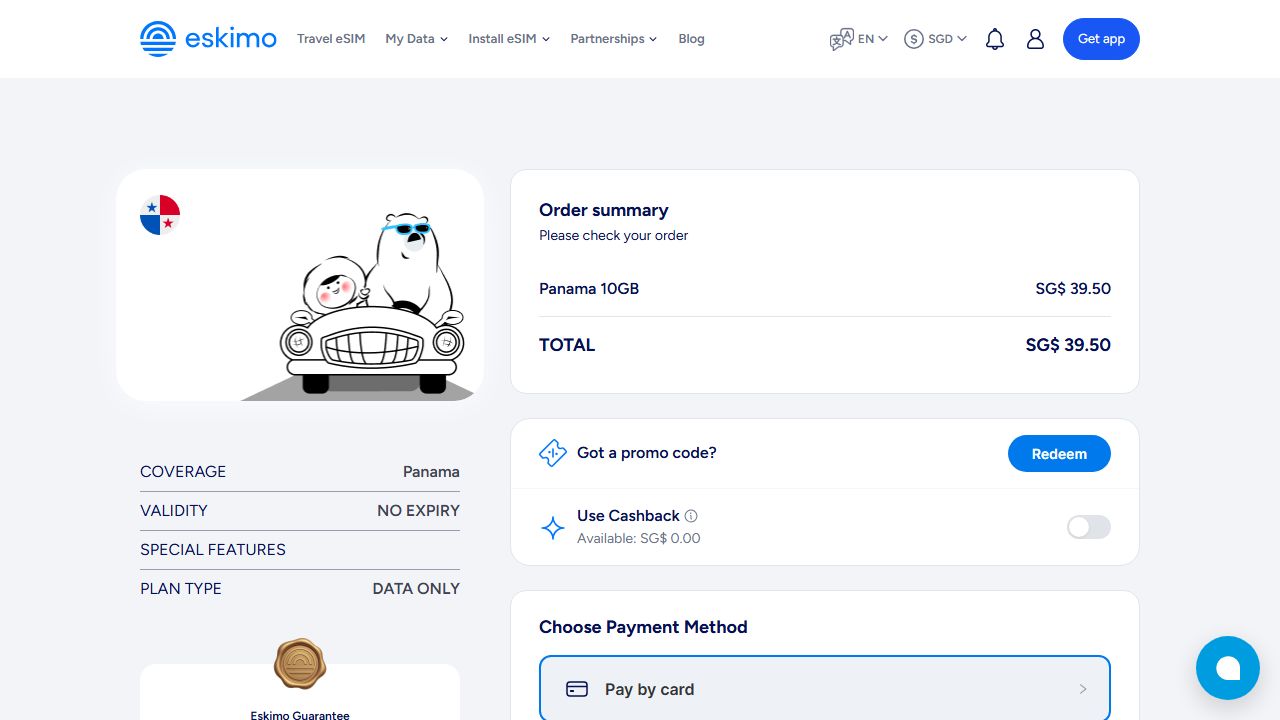 eskimo Travel eSIM My Data Install eSIM Partnerships Blog EN $ SGD Get app
Order summary
Please check your order
Panama 10GB SG$ 39.50
TOTAL SG$ 39.50
Got a promo code? Redeem
Use Cashback
Available: SG$ 0.00
Choose Payment Method
Pay by card
COVERAGE Panama
VALIDITY NO EXPIRY
SPECIAL FEATURES
PLAN TYPE DATA ONLY
Eskimo Guarantee